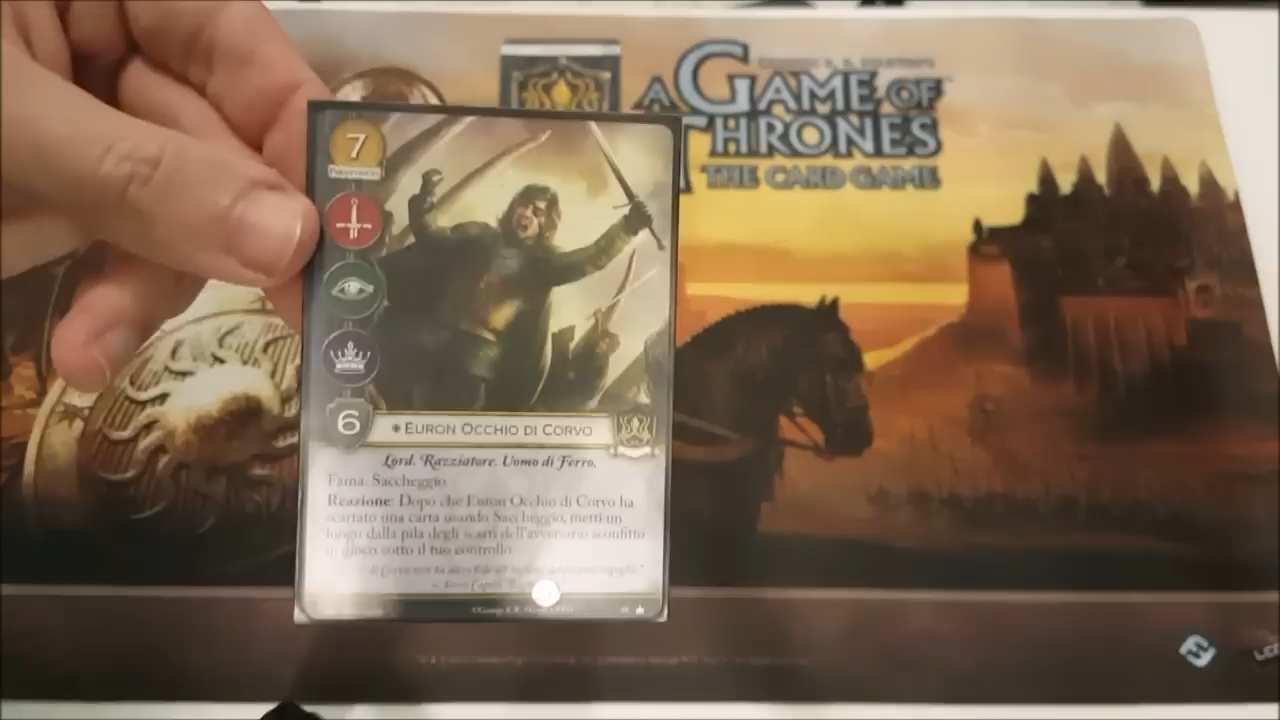 A GAME OF
THRONES
THE CARD GAME
7
PERSONAGGIO
6
EURON OCCHIO DI CORVO
Lord. Razziatore. Uomo di Ferro.
Fama. Saccheggio.
Reazione: Dopo che Euron Occhio di Corvo ha
scartato una carta usando Saccheggio, metti un
luogo dalla pila degli scarti dell'avversario sconfitto
in gioco sotto il tuo controllo.